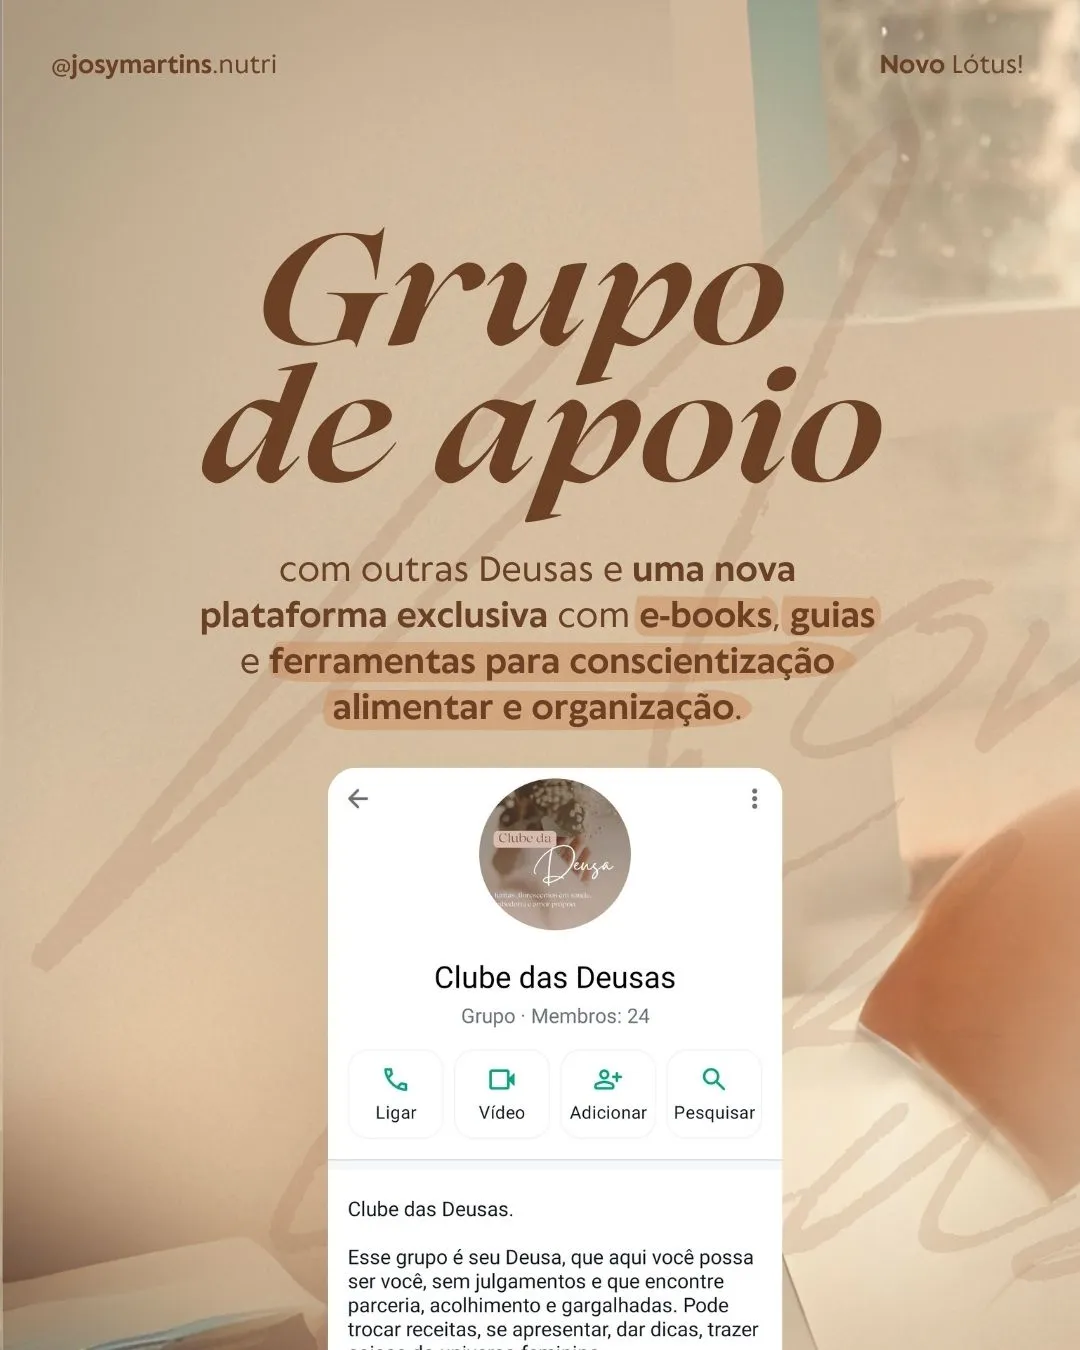 @josymartins.nutri
Novo Lótus!
Grupo
de apoio
com outras Deusas e uma nova
plataforma exclusiva com e-books, guias
e ferramentas para conscientização
alimentar e organização.
Clube da
Deusa
Clube das Deusas
Grupo · Membros: 24
Ligar
Vídeo
Adicionar
Pesquisar
Clube das Deusas.
Esse grupo é seu Deusa, que aqui você possa
ser você, sem julgamentos e que encontre
parceria, acolhimento e gargalhadas. Pode
trocar receitas, se apresentar, dar dicas, trazer